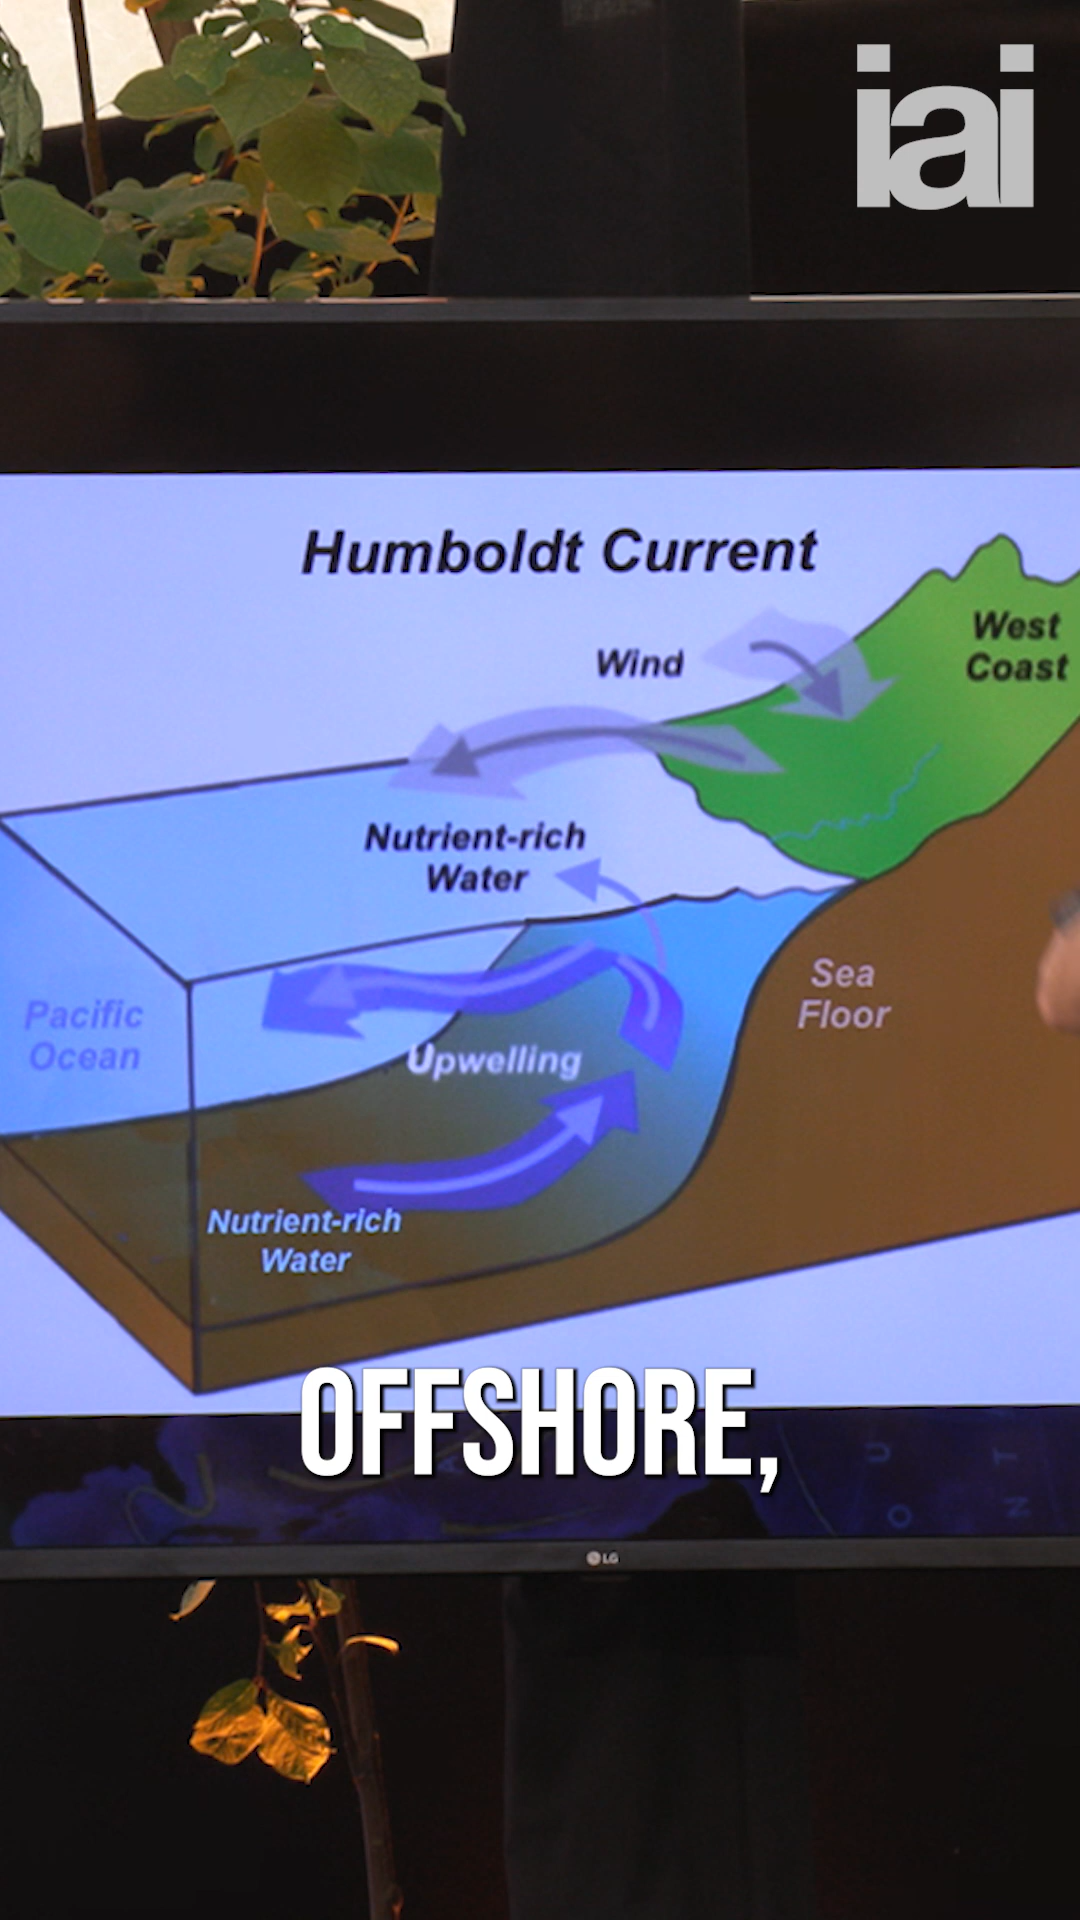 iai
Humboldt Current
West
Coast
Wind
Nutrient-rich
Water
Sea
Floor
Pacific
Ocean
Upwelling
Nutrient-rich
Water
OFFSHORE,
U
T
O
N
LG